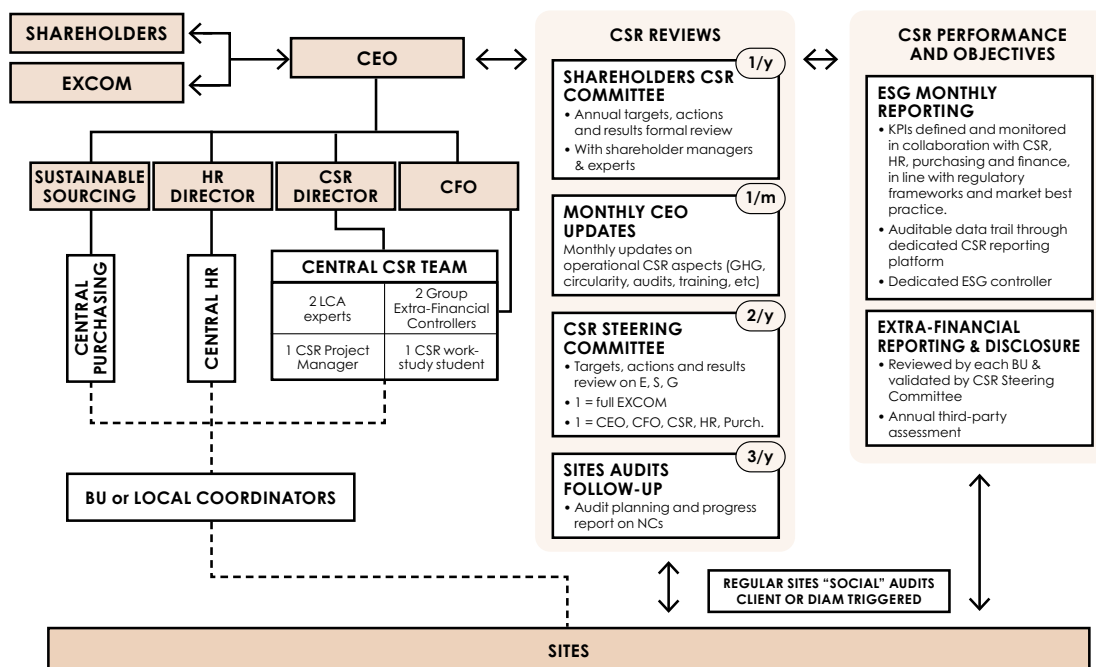 SHAREHOLDERS
EXCOM
CEO
SUSTAINABLE
SOURCING
HR
DIRECTOR
CSR
DIRECTOR
CFO
CENTRAL
PURCHASING
CENTRAL HR
CENTRAL CSR TEAM
2 LCA
experts
2 Group
Extra-Financial
Controllers
1 CSR Project
Manager
1 CSR work-
study student
BU or LOCAL COORDINATORS
CSR REVIEWS
1/y
SHAREHOLDERS CSR
COMMITTEE
• Annual targets, actions
and results formal review
• With shareholder managers
& experts
1/m
MONTHLY CEO
UPDATES
Monthly updates on
operational CSR aspects (GHG,
circularity, audits, training, etc)
2/y
CSR STEERING
COMMITTEE
• Targets, actions and results
review on E, S, G
• 1 = full EXCOM
• 1 = CEO, CFO, CSR, HR, Purch.
3/y
SITES AUDITS
FOLLOW-UP
• Audit planning and progress
report on NCs
CSR PERFORMANCE
AND OBJECTIVES
ESG MONTHLY
REPORTING
• KPIs defined and monitored
in collaboration with CSR,
HR, purchasing and finance,
in line with regulatory
frameworks and market best
practice.
• Auditable data trail through
dedicated CSR reporting
platform
• Dedicated ESG controller
EXTRA-FINANCIAL
REPORTING & DISCLOSURE
• Reviewed by each BU &
validated by CSR Steering
Committee
• Annual third-party
assessment
REGULAR SITES “SOCIAL” AUDITS
CLIENT OR DIAM TRIGGERED
SITES